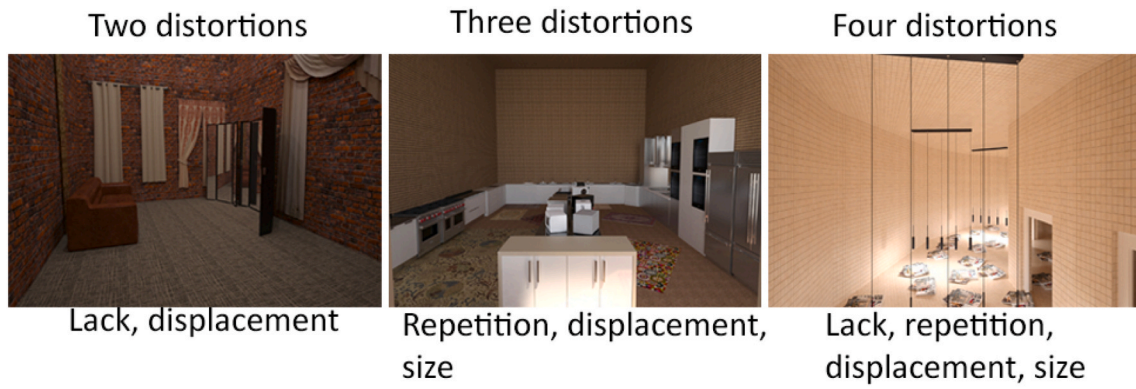 Two distortions
Three distortions
Four distortions
Lack, displacement
Repetition, displacement,
size
Lack, repetition,
displacement, size